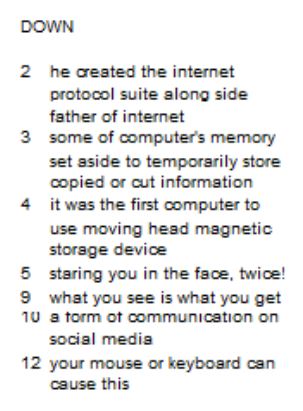 DOWN
2 he created the internet
protocol suite along side
father of internet
3 some of computer's memory
set aside to temporarily store
copied or cut information
4 it was the first computer to
use moving head magnetic
storage device
5 staring you in the face, twice!
9 what you see is what you get
10 a form of communication on
social media
12 your mouse or keyboard can
cause this